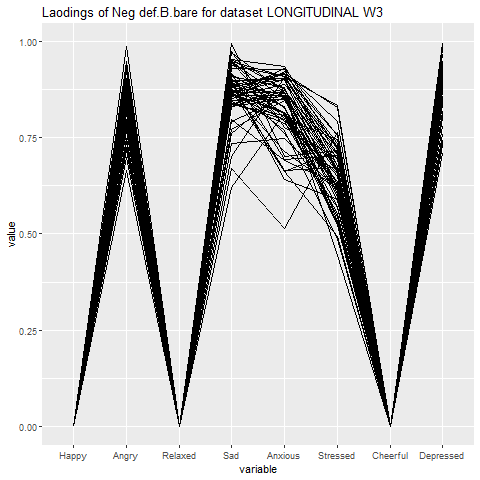 Laodings of Neg def.B.bare for dataset LONGITUDINAL W3
1.00
0.75
0.50
0.25
0.00
value
Happy Angry Relaxed Sad Anxious Stressed Cheerful Depressed
variable